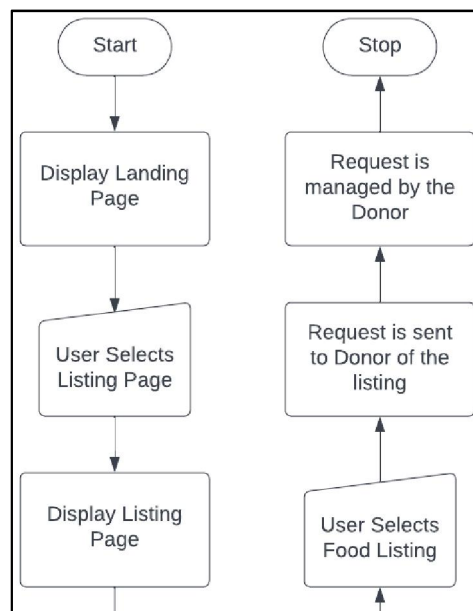 Start
Display Landing
Page
User Selects
Listing Page
Display Listing
Page
Stop
Request is
managed by the
Donor
Request is sent
to Donor of the
listing
User Selects
Food Listing